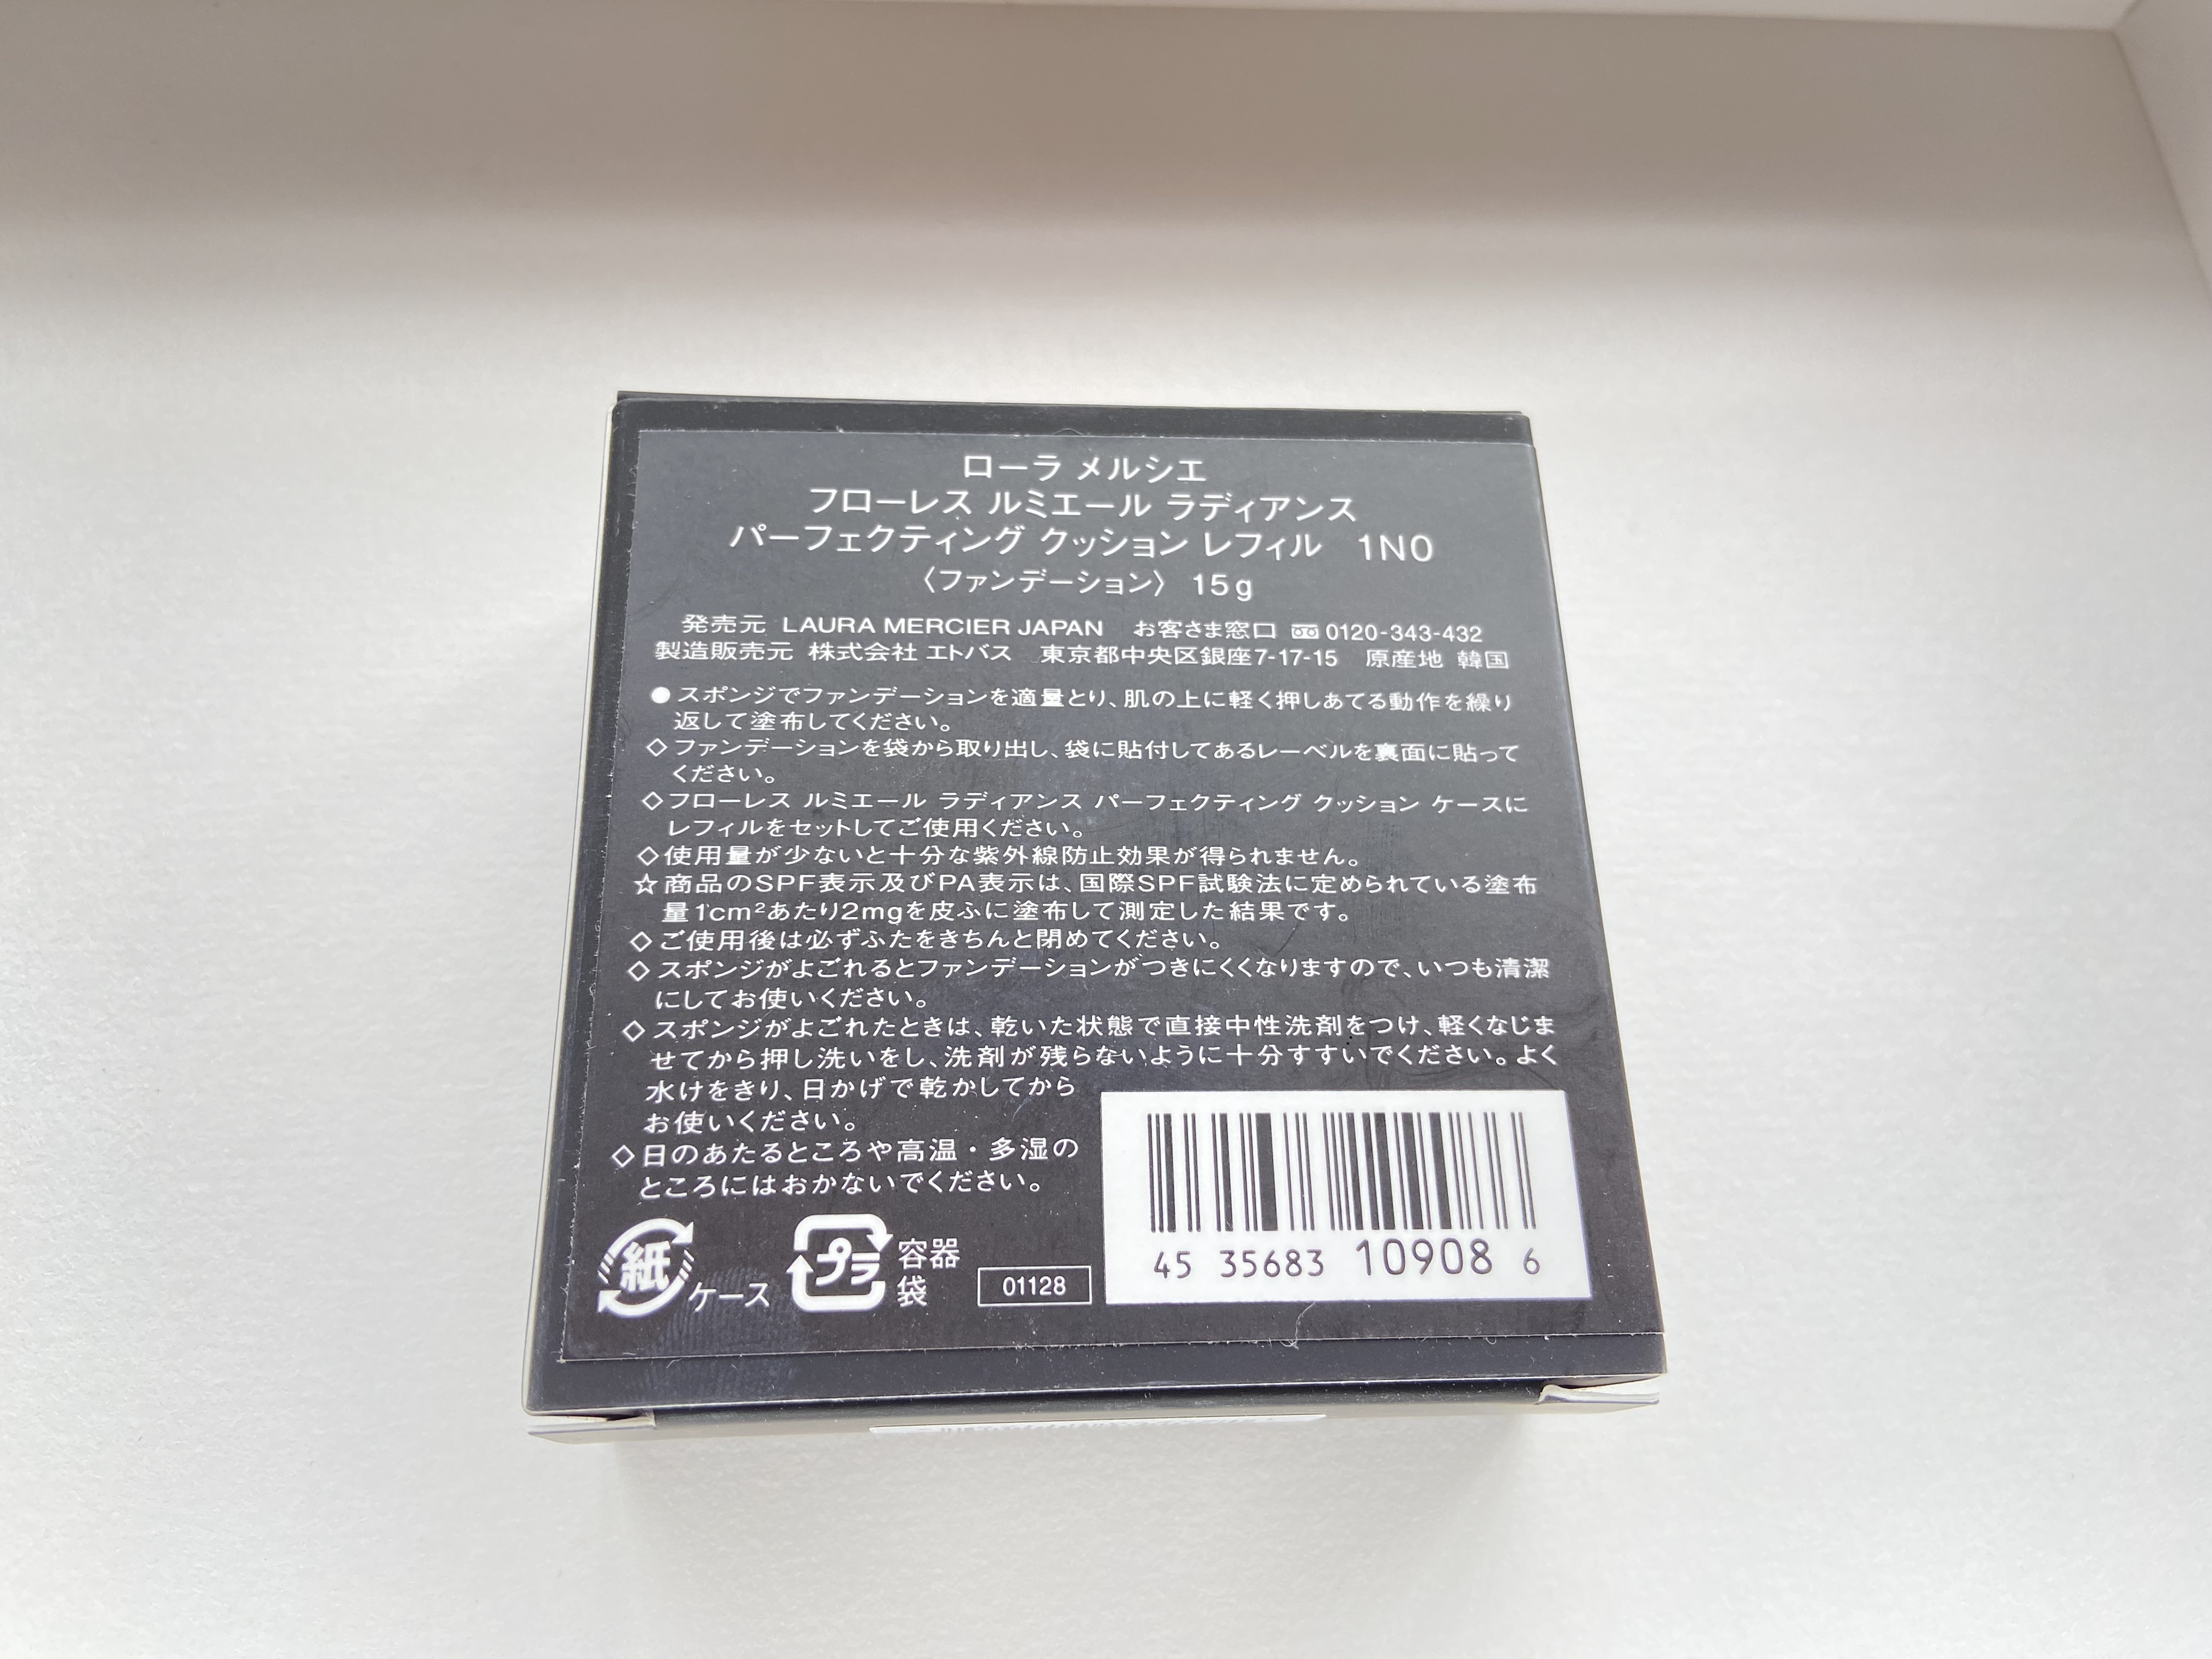 ローラ メルシエ
フローレス ルミエール ラディアンス
パーフェクティング クッション レフィル 1N0
〈ファンデーション〉 15g
発売元 LAURA MERCIER JAPAN お客さま窓口 0120-343-432
製造販売元 株式会社 エトバス 東京都中央区銀座7-17-15 原産地 韓国
●スポンジでファンデーションを適量とり、肌の上に軽く押しあてる動作を繰り
返して塗布してください。
◇ファンデーションを袋から取り出し、袋に貼付してあるレーベルを裏面に貼って
ください。
◇フローレス ルミエール ラディアンス パーフェクティング クッション ケースに
レフィルをセットしてご使用ください。
◇使用量が少ないと十分な紫外線防止効果が得られません。
☆商品のSPF表示及びPA表示は、国際SPF試験法に定められている塗布
量1cm²あたり2mgを皮ふに塗布して測定した結果です。
◇ご使用後は必ずふたをきちんと閉めてください。
◇スポンジがよごれるとファンデーションがつきにくくなりますので、いつも清潔
にしてお使いください。
◇スポンジがよごれたときは、乾いた状態で直接中性洗剤をつけ、軽くなじま
せてから押し洗いをし、洗剤が残らないように十分すすいでください。よく
水けをきり、日かげで乾かしてから
お使いください。
◇日のあたるところや高温・多湿の
ところにはおかないでください。
紙 ケース プラ 容器
袋
01128
45 35683 10908 6